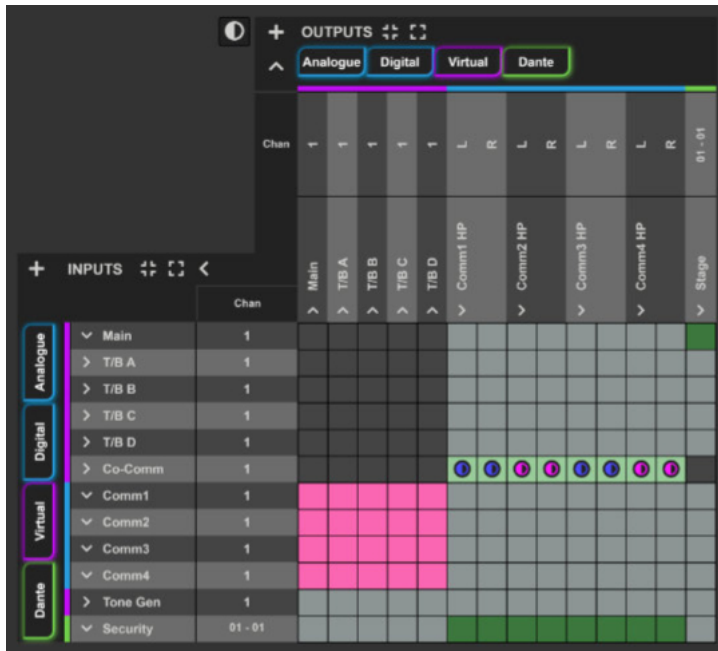 OUTPUTS
Analogue Digital Virtual Dante
Chan 1 1 1 1 1 L R L R L R L R 01 - 01
Main T/B A T/B B T/B C T/B D Comm1 HP Comm2 HP Comm3 HP Comm4 HP Stage
INPUTS
Chan
Analogue
Digital
Virtual
Dante
Main 1
T/B A 1
T/B B 1
T/B C 1
T/B D 1
Co-Comm 1
Comm1 1
Comm2 1
Comm3 1
Comm4 1
Tone Gen 1
Security 01 - 01